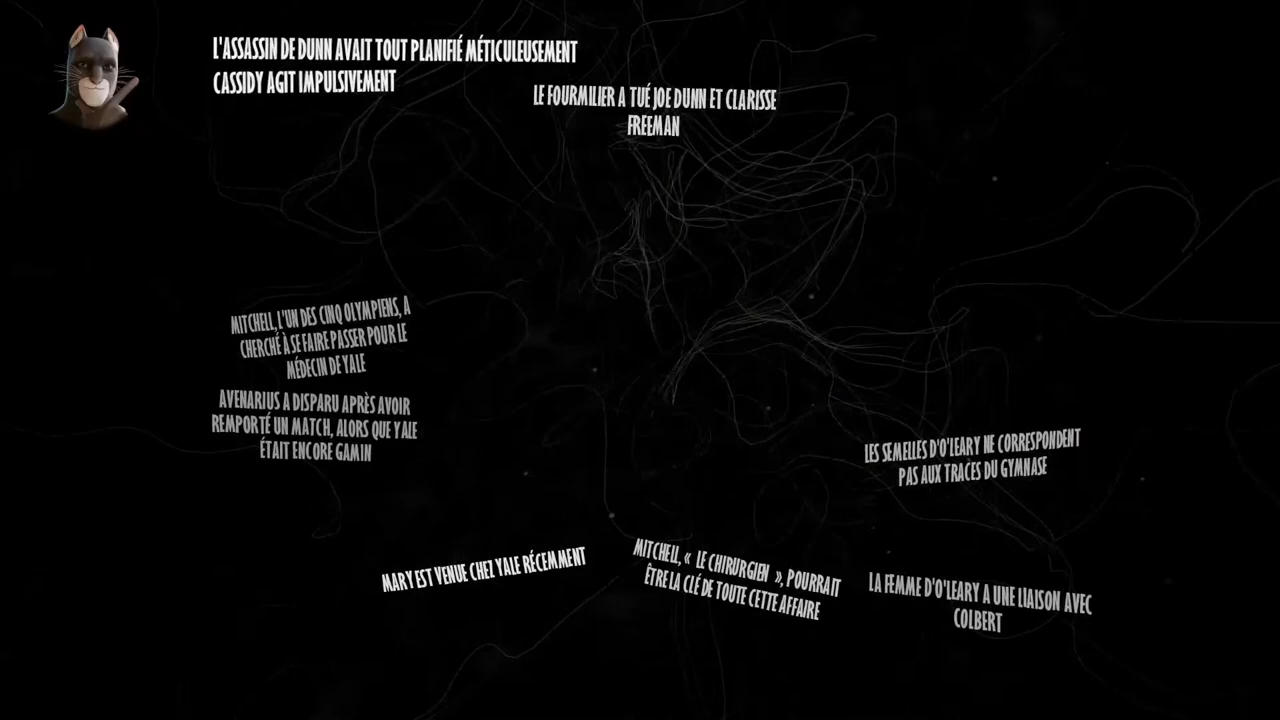 L'ASSASSIN DE DUNN AVAIT TOUT PLANIFIÉ MÉTICULEUSEMENT
CASSIDY AGIT IMPULSIVEMENT
LE FOURMILIER A TUÉ JOE DUNN ET CLARISSE
FREEMAN
MITCHELL, L'UN DES CINQ OLYMPIENS, A
CHERCHÉ À SE FAIRE PASSER POUR LE
MÉDECIN DE YALE
AVENARIUS A DISPARU APRÈS AVOIR
REMPORTÉ UN MATCH, ALORS QUE YALE
ÉTAIT ENCORE GAMIN
LES SEMELLES D'O'LEARY NE CORRESPONDENT
PAS AUX TRACES DU GYMNASE
MARY EST VENUE CHEZ YALE RÉCEMMENT
MITCHELL, « LE CHIRURGIEN », POURRAIT
ÊTRE LA CLÉ DE TOUTE CETTE AFFAIRE
LA FEMME D'O'LEARY A UNE LIAISON AVEC
COLBERT